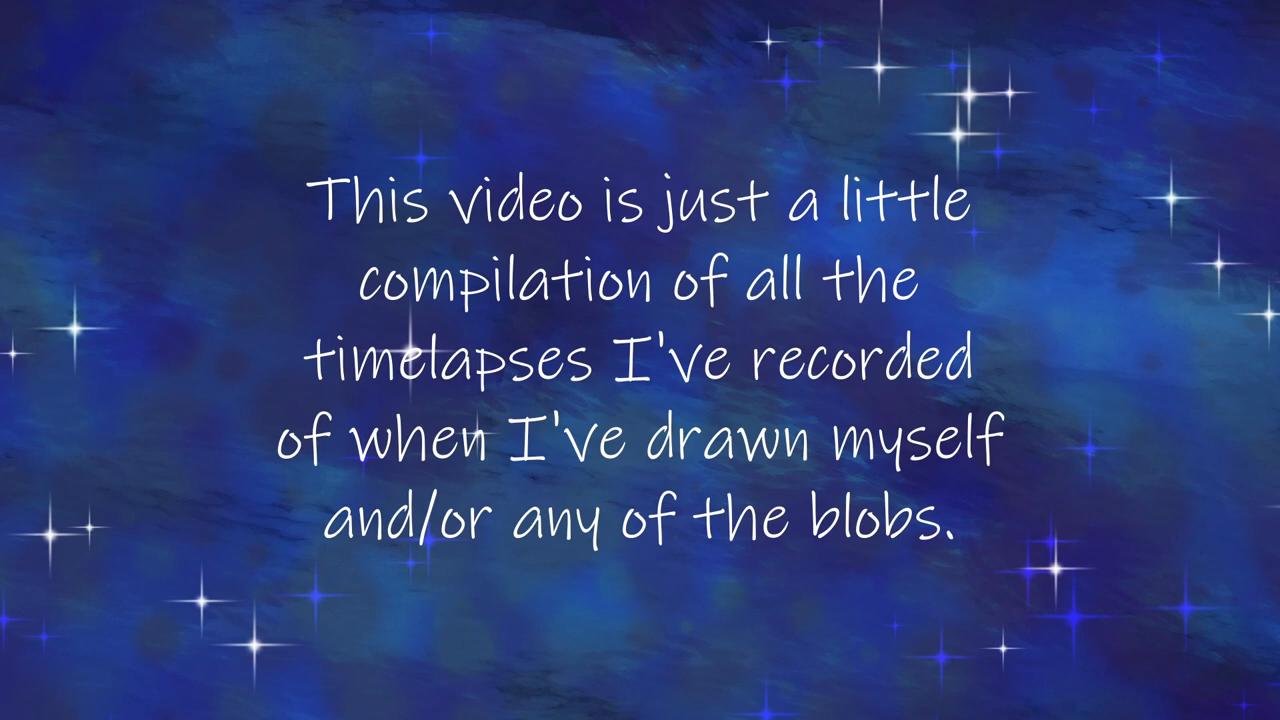 This video is just a little
compilation of all the
timelapses I've recorded
of when I've drawn myself
and/or any of the blobs.